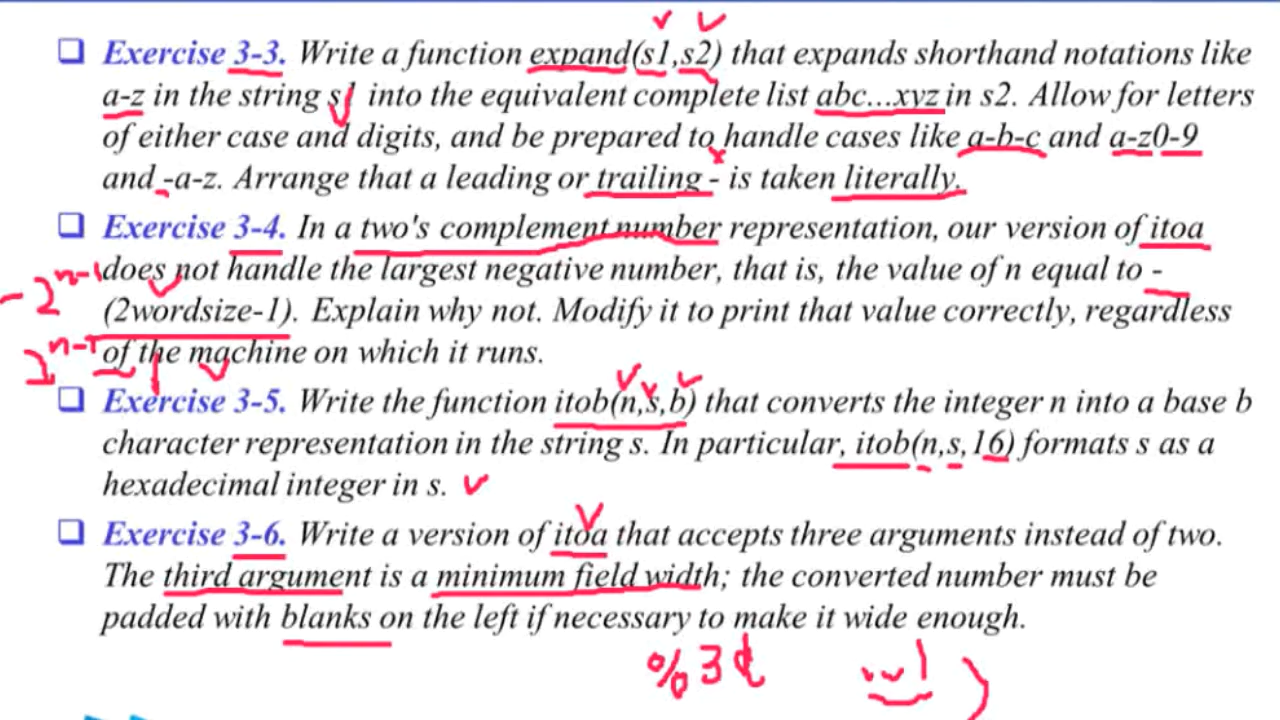 ❑ Exercise 3-3. Write a function expand(s1,s2) that expands shorthand notations like
a-z in the string s1 into the equivalent complete list abc...xyz in s2. Allow for letters
of either case and digits, and be prepared to handle cases like a-b-c and a-z0-9
and -a-z. Arrange that a leading or trailing - is taken literally.
❑ Exercise 3-4. In a two's complement number representation, our version of itoa
does not handle the largest negative number, that is, the value of n equal to -
(2wordsize-1). Explain why not. Modify it to print that value correctly, regardless
of the machine on which it runs.
-2^n-1
2^n-1
❑ Exercise 3-5. Write the function itob(n,s,b) that converts the integer n into a base b
character representation in the string s. In particular, itob(n,s,16) formats s as a
hexadecimal integer in s.
❑ Exercise 3-6. Write a version of itoa that accepts three arguments instead of two.
The third argument is a minimum field width; the converted number must be
padded with blanks on the left if necessary to make it wide enough.
%3d